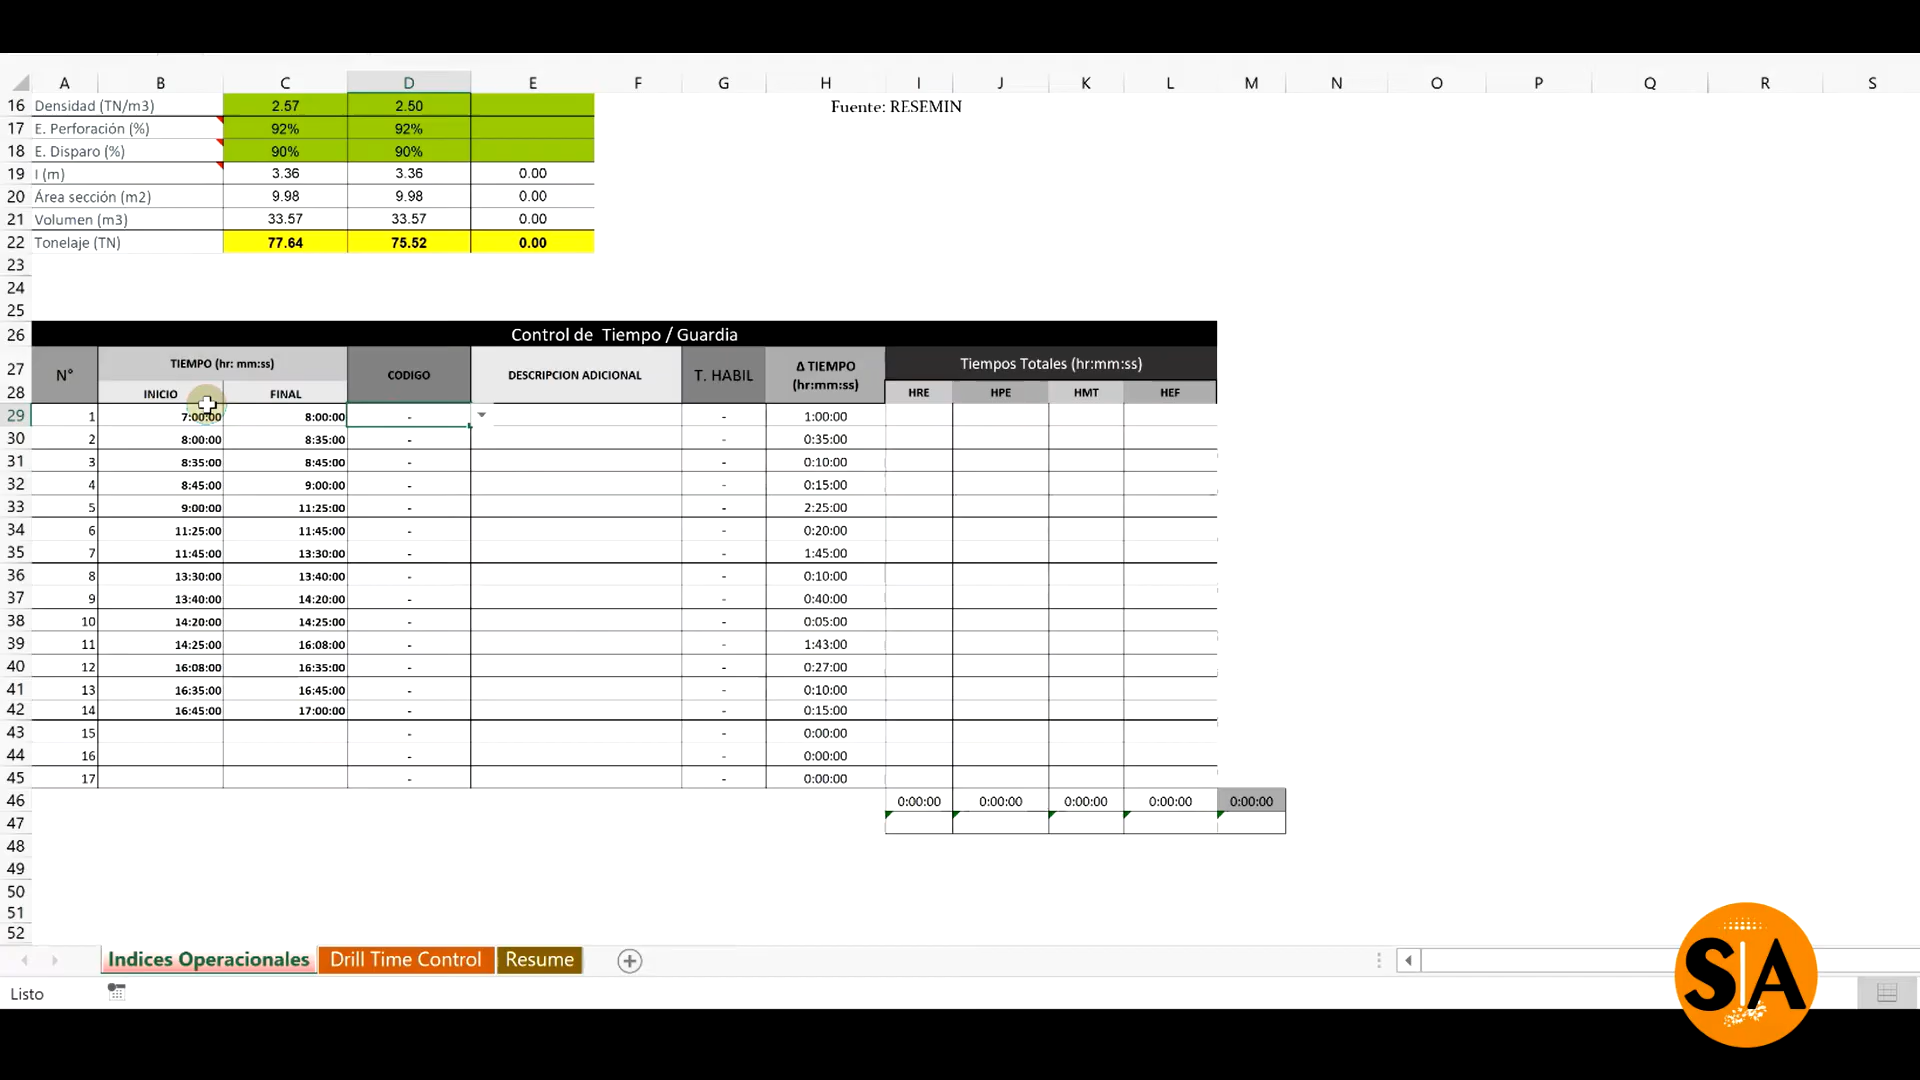 A B C D E F G H I J K L M N O P Q R S
16 Densidad (TN/m3) 2.57 2.50 Fuente: RESEMIN
17 E. Perforación (%) 92% 92%
18 E. Disparo (%) 90% 90%
19 I (m) 3.36 3.36 0.00
20 Área sección (m2) 9.98 9.98 0.00
21 Volumen (m3) 33.57 33.57 0.00
22 Tonelaje (TN) 77.64 75.52 0.00
23
24
25
26 Control de Tiempo / Guardia
27 N° TIEMPO (hr: mm:ss) CODIGO DESCRIPCION ADICIONAL T. HABIL Δ TIEMPO (hr:mm:ss) Tiempos Totales (hr:mm:ss)
28 INICIO FINAL HRE HPE HMT HEF
29 1 7:00:00 8:00:00 - - 1:00:00
30 2 8:00:00 8:35:00 - - 0:35:00
31 3 8:35:00 8:45:00 - - 0:10:00
32 4 8:45:00 9:00:00 - - 0:15:00
33 5 9:00:00 11:25:00 - - 2:25:00
34 6 11:25:00 11:45:00 - - 0:20:00
35 7 11:45:00 13:30:00 - - 1:45:00
36 8 13:30:00 13:40:00 - - 0:10:00
37 9 13:40:00 14:20:00 - - 0:40:00
38 10 14:20:00 14:25:00 - - 0:05:00
39 11 14:25:00 16:08:00 - - 1:43:00
40 12 16:08:00 16:35:00 - - 0:27:00
41 13 16:35:00 16:45:00 - - 0:10:00
42 14 16:45:00 17:00:00 - - 0:15:00
43 15 - - 0:00:00
44 16 - - 0:00:00
45 17 - - 0:00:00
46 0:00:00 0:00:00 0:00:00 0:00:00 0:00:00
47
48
49
50
51
52
Indices Operacionales Drill Time Control Resume
Listo
S|A